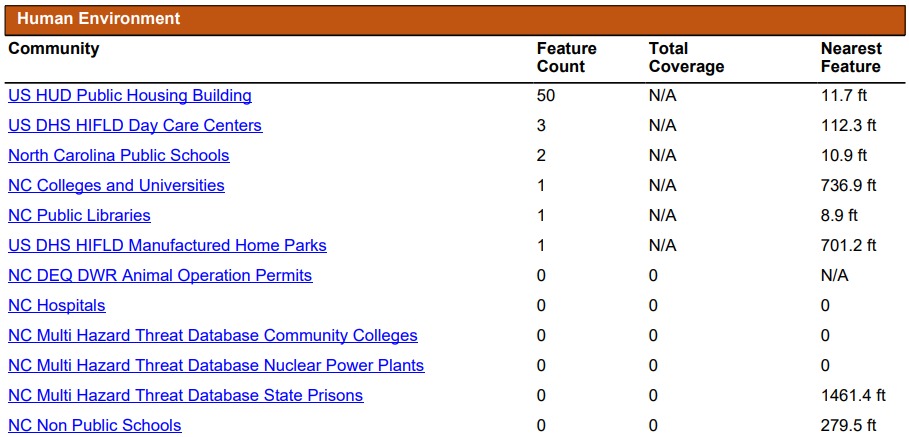 Human Environment
Community Feature Count Total Coverage Nearest Feature
US HUD Public Housing Building 50 N/A 11.7 ft
US DHS HIFLD Day Care Centers 3 N/A 112.3 ft
North Carolina Public Schools 2 N/A 10.9 ft
NC Colleges and Universities 1 N/A 736.9 ft
NC Public Libraries 1 N/A 8.9 ft
US DHS HIFLD Manufactured Home Parks 1 N/A 701.2 ft
NC DEQ DWR Animal Operation Permits 0 0 N/A
NC Hospitals 0 0 0
NC Multi Hazard Threat Database Community Colleges 0 0 0
NC Multi Hazard Threat Database Nuclear Power Plants 0 0 0
NC Multi Hazard Threat Database State Prisons 0 0 1461.4 ft
NC Non Public Schools 0 0 279.5 ft